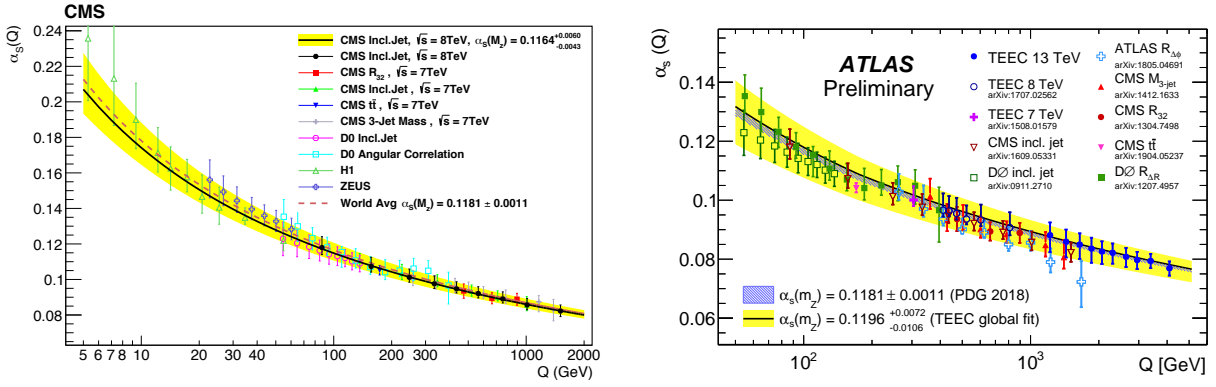 CMS
α_S(Q)
0.24
0.22
0.2
0.18
0.16
0.14
0.12
0.1
0.08
CMS Incl.Jet, √s = 8TeV, α_S(M_Z) = 0.1164 +0.0060 -0.0043
CMS Incl.Jet, √s = 8TeV
CMS R_32 , √s = 7TeV
CMS Incl.Jet , √s = 7TeV
CMS tt̄ , √s = 7TeV
CMS 3-Jet Mass , √s = 7TeV
D0 Incl.Jet
D0 Angular Correlation
H1
ZEUS
World Avg α_S(M_Z) = 0.1181 ± 0.0011
5 6 7 8 10 20 30 40 100 200 300 1000 2000
Q (GeV)
α_s (Q)
0.14
0.12
0.10
0.08
0.06
ATLAS
Preliminary
TEEC 13 TeV
TEEC 8 TeV
arXiv:1707.02562
TEEC 7 TeV
arXiv:1508.01579
CMS incl. jet
arXiv:1609.05331
DØ incl. jet
arXiv:0911.2710
ATLAS R_Δφ
arXiv:1805.04691
CMS M_3-jet
arXiv:1412.1633
CMS R_32
arXiv:1304.7498
CMS tt̄
arXiv:1904.05237
DØ R_ΔR
arXiv:1207.4957
α_s(m_Z) = 0.1181 ± 0.0011 (PDG 2018)
α_s(m_Z) = 0.1196 +0.0072 -0.0106 (TEEC global fit)
10² 10³
Q [GeV]